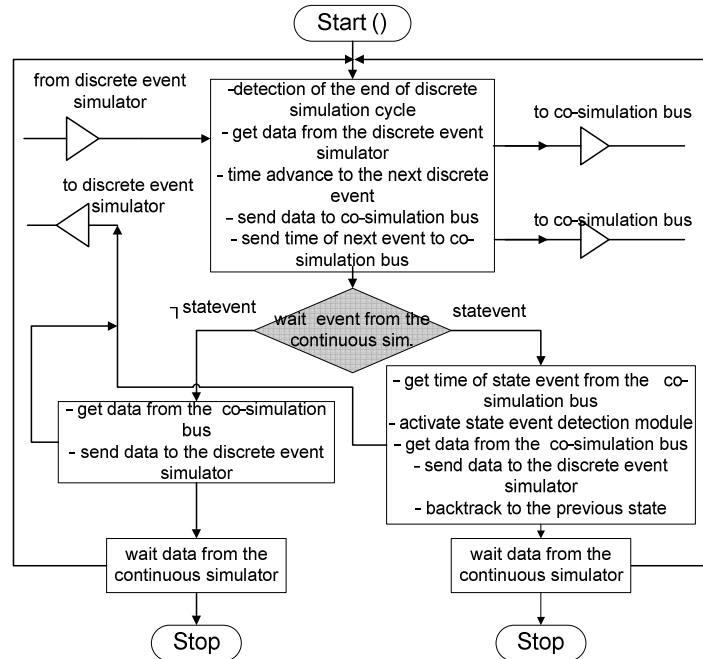 Start ()
from discrete event
simulator
-detection of the end of discrete
simulation cycle
- get data from the discrete event
simulator
- time advance to the next discrete
event
- send data to co-simulation bus
- send time of next event to co-
simulation bus
to co-simulation bus
to discrete event
simulator
to co-simulation bus
¬statevent
wait event from the
continuous sim.
statevent
- get data from the co-simulation
bus
- send data to the discrete event
simulator
- get time of state event from the co-
simulation bus
- activate state event detection module
- get data from the co-simulation bus
- send data to the discrete event
simulator
- backtrack to the previous state
wait data from the
continuous simulator
wait data from the
continuous simulator
Stop
Stop